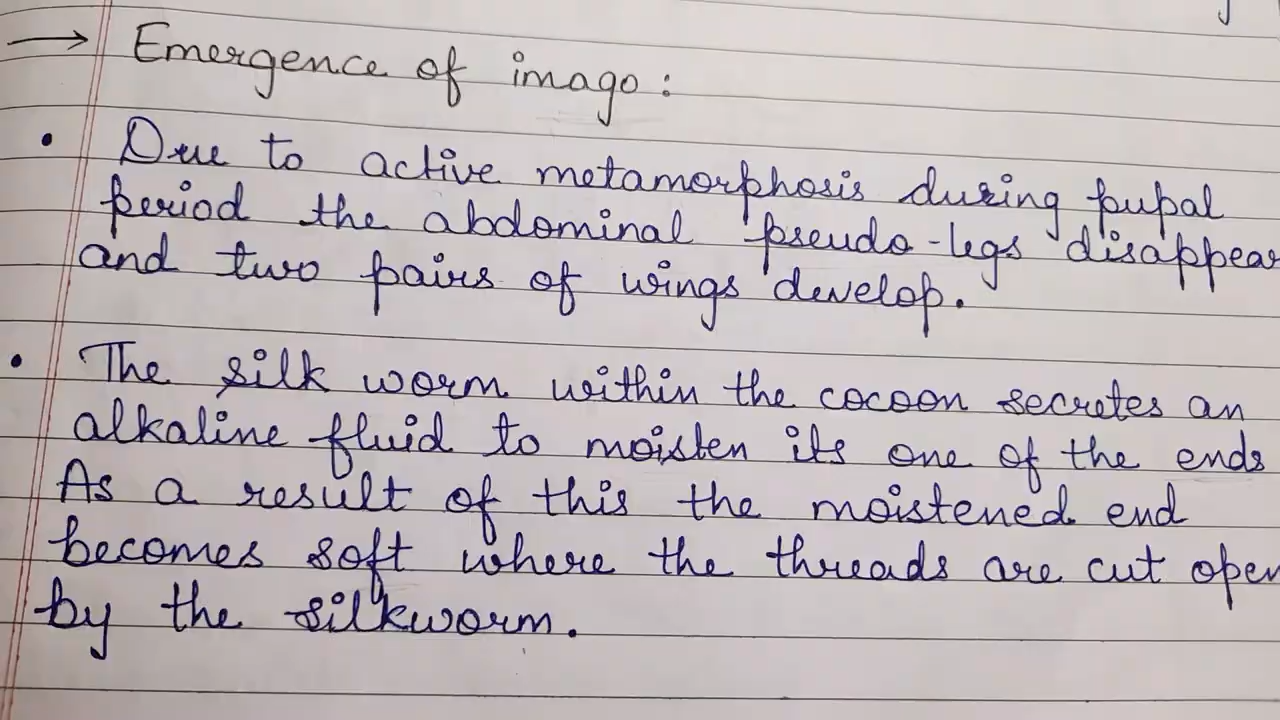 → Emergence of imago :
• Due to active metamorphosis during pupal
period the abdominal pseudo-legs disappear
and two pairs of wings develop.
• The silk worm within the cocoon secretes an
alkaline fluid to moisten its one of the ends
As a result of this the moistened end
becomes soft where the threads are cut open
by the silkworm.